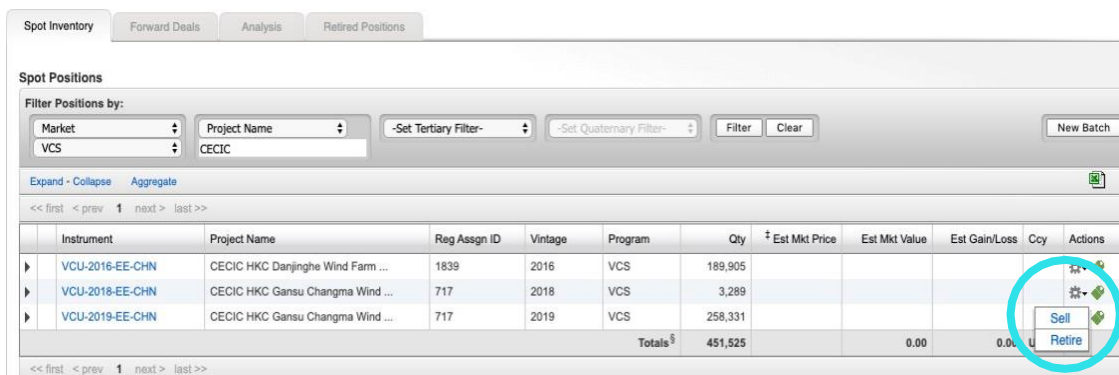 Spot Inventory Forward Deals Analysis Retired Positions
Spot Positions
Filter Positions by:
Market Project Name -Set Tertiary Filter- -Set Quaternary Filter- Filter Clear New Batch
VCS CECIC
Expand - Collapse Aggregate
<< first < prev 1 next > last >>
Instrument Project Name Reg Assgn ID Vintage Program Qty ‡ Est Mkt Price Est Mkt Value Est Gain/Loss Ccy Actions
VCU-2016-EE-CHN CECIC HKC Danjinghe Wind Farm ... 1839 2016 VCS 189,905
VCU-2018-EE-CHN CECIC HKC Gansu Changma Wind ... 717 2018 VCS 3,289
VCU-2019-EE-CHN CECIC HKC Gansu Changma Wind ... 717 2019 VCS 258,331
Sell
Totals § 451,525 0.00 0.00
Retire
<< first < prev 1 next > last >>